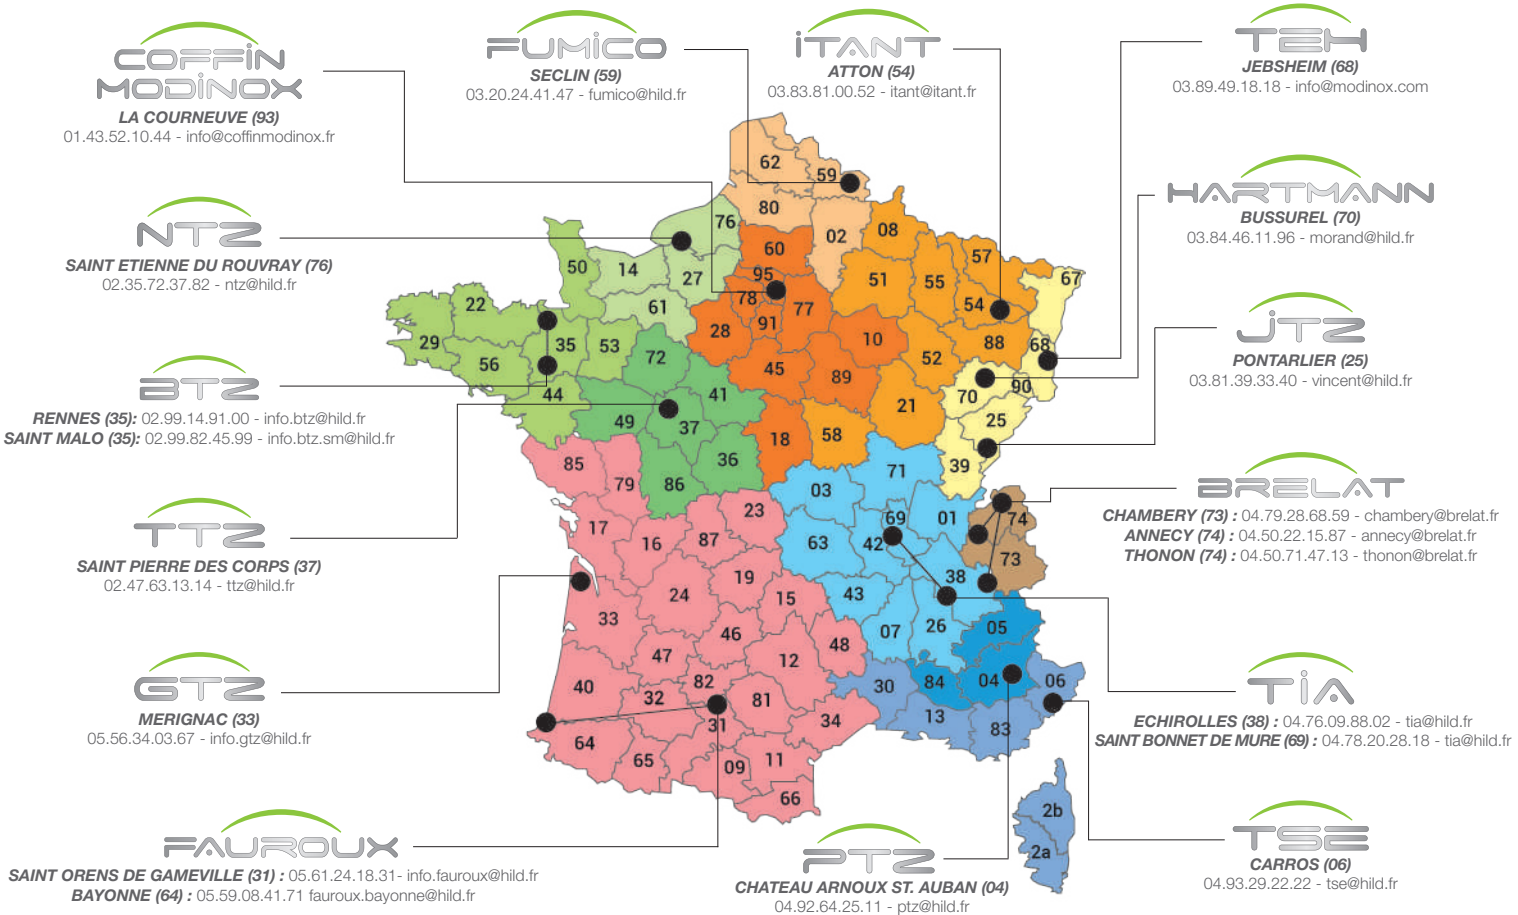 COFFIN
MODINOX
LA COURNEUVE (93)
01.43.52.10.44 - info@coffinmodinox.fr
FUMICO
SECLIN (59)
03.20.24.41.47 - fumico@hild.fr
ITANT
ATTON (54)
03.83.81.00.52 - itant@itant.fr
TEH
JEBSHEIM (68)
03.89.49.18.18 - info@modinox.com
HARTMANN
BUSSUREL (70)
03.84.46.11.96 - morand@hild.fr
NTZ
SAINT ETIENNE DU ROUVRAY (76)
02.35.72.37.82 - ntz@hild.fr
JTZ
PONTARLIER (25)
03.81.39.33.40 - vincent@hild.fr
BTZ
RENNES (35): 02.99.14.91.00 - info.btz@hild.fr
SAINT MALO (35): 02.99.82.45.99 - info.btz.sm@hild.fr
BRELAT
CHAMBERY (73) : 04.79.28.68.59 - chambery@brelat.fr
ANNECY (74) : 04.50.22.15.87 - annecy@brelat.fr
THONON (74) : 04.50.71.47.13 - thonon@brelat.fr
TTZ
SAINT PIERRE DES CORPS (37)
02.47.63.13.14 - ttz@hild.fr
GTZ
MERIGNAC (33)
05.56.34.03.67 - info.gtz@hild.fr
TIA
ECHIROLLES (38) : 04.76.09.88.02 - tia@hild.fr
SAINT BONNET DE MURE (69) : 04.78.20.28.18 - tia@hild.fr
FAUROUX
SAINT ORENS DE GAMEVILLE (31) : 05.61.24.18.31- info.fauroux@hild.fr
BAYONNE (64) : 05.59.08.41.71 fauroux.bayonne@hild.fr
PTZ
CHATEAU ARNOUX ST. AUBAN (04)
04.92.64.25.11 - ptz@hild.fr
TSE
CARROS (06)
04.93.29.22.22 - tse@hild.fr
62
59
80
76
02
08
60
57
50
14
27
95
51
55
67
22
61
78
77
54
29
35
53
28
91
10
88
68
56
72
45
89
52
90
44
41
70
49
37
18
58
21
25
85
79
86
36
71
39
03
23
17
16
87
69
01
74
63
42
73
24
19
15
43
38
33
46
48
07
26
05
47
12
40
32
82
81
30
84
04
06
31
34
13
83
64
65
09
11
66
2b
2a